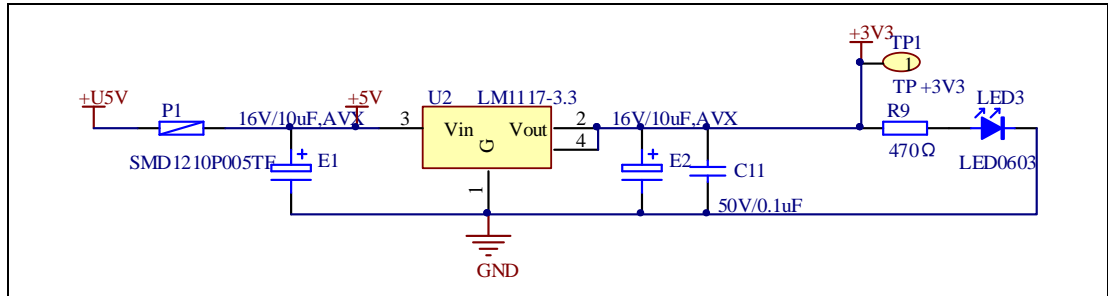 +3V3
TP1
1
TP +3V3
+U5V
P1
+5V
U2
LM1117-3.3
R9
LED3
16V/10uF,AVX
3
Vin
Vout
G
2
4
16V/10uF,AVX
SMD1210P005TF
E1
E2
C11
470Ω
LED0603
1
50V/0.1uF
GND